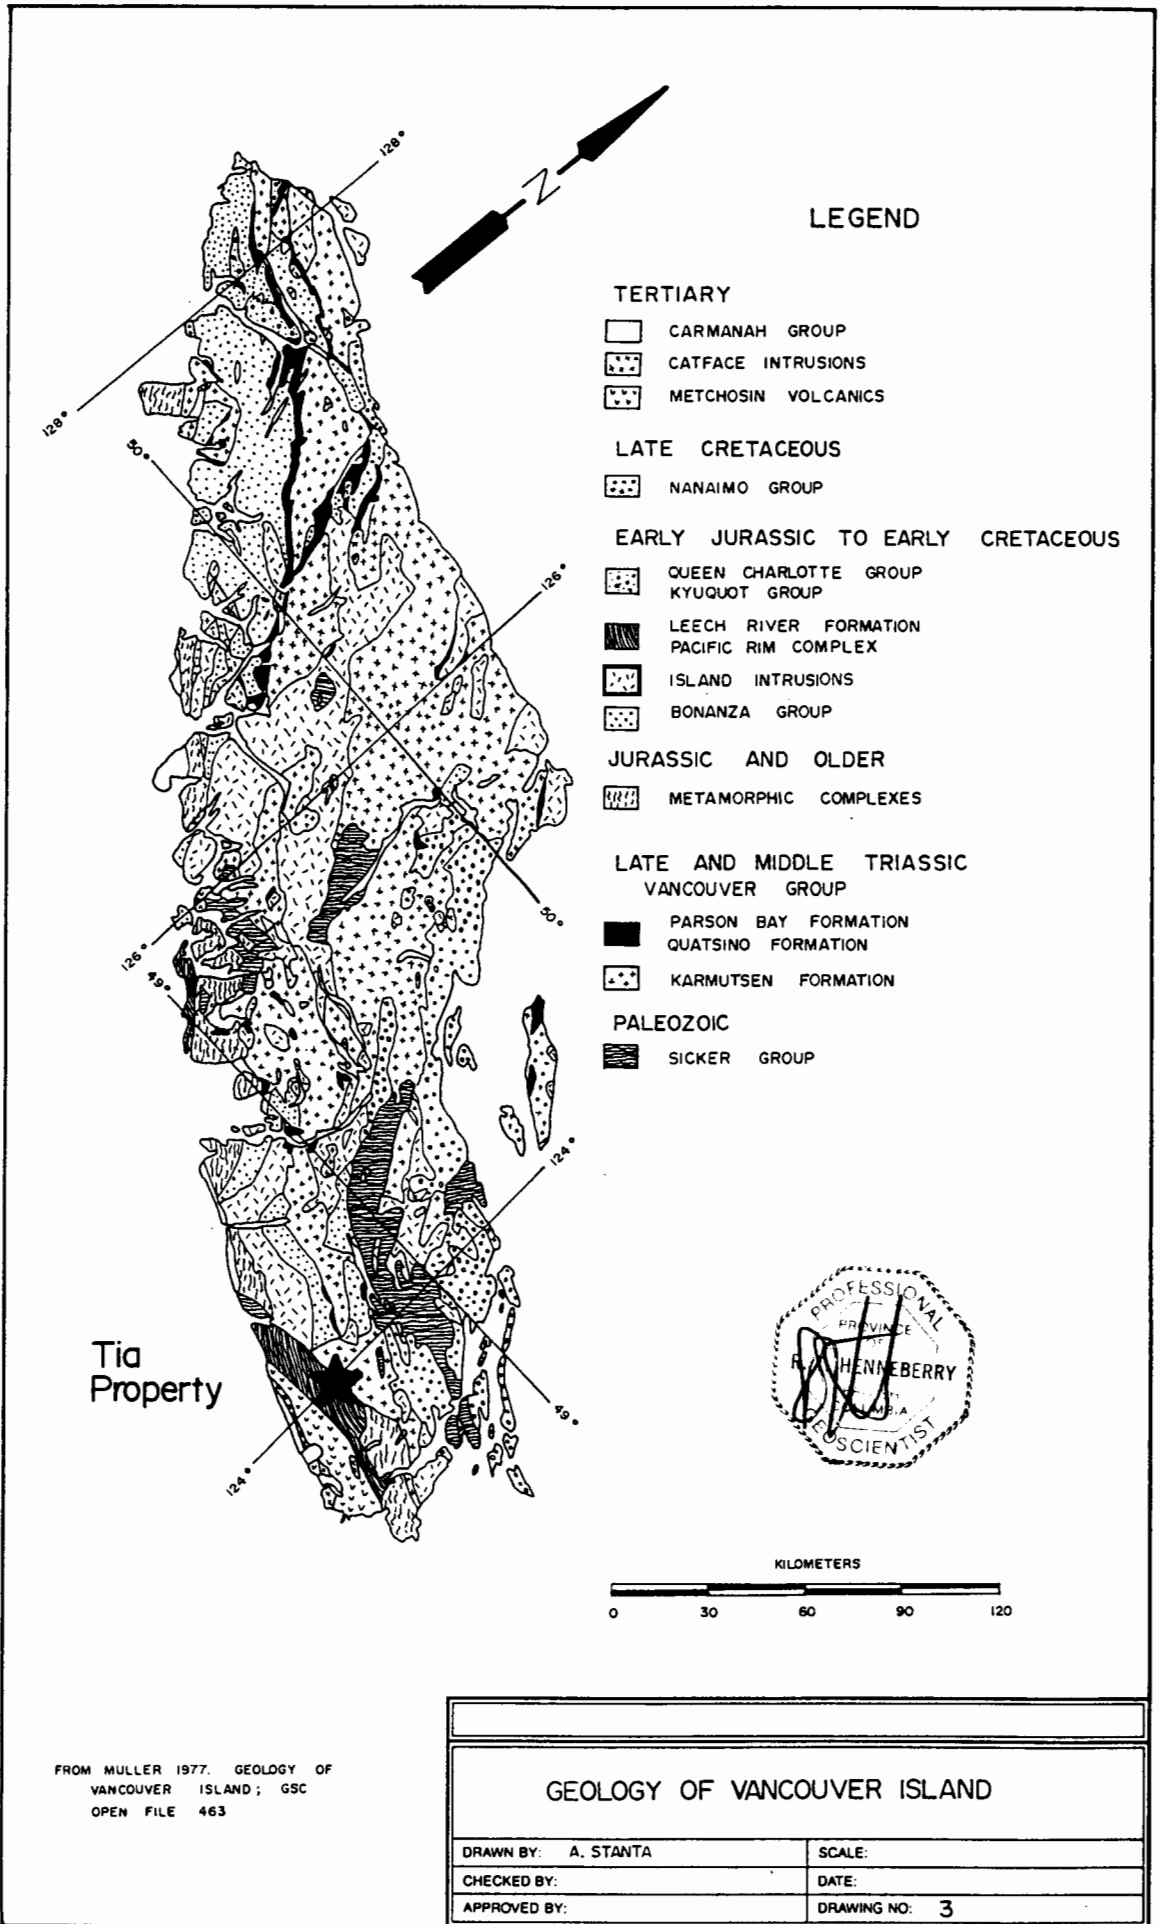 128°
N
LEGEND
TERTIARY
CARMANAH GROUP
CATFACE INTRUSIONS
METCHOSIN VOLCANICS
128°
50°
LATE CRETACEOUS
NANAIMO GROUP
EARLY JURASSIC TO EARLY CRETACEOUS
QUEEN CHARLOTTE GROUP
KYUQUOT GROUP
126°
LEECH RIVER FORMATION
PACIFIC RIM COMPLEX
ISLAND INTRUSIONS
BONANZA GROUP
JURASSIC AND OLDER
METAMORPHIC COMPLEXES
LATE AND MIDDLE TRIASSIC
VANCOUVER GROUP
PARSON BAY FORMATION
QUATSINO FORMATION
50°
126°
49°
KARMUTSEN FORMATION
PALEOZOIC
SICKER GROUP
124°
PROFESSIONAL
PROVINCE
HENNEBERRY
GEOSCIENTIST
Tia
Property
49°
124°
KILOMETERS
0 30 60 90 120
FROM MULLER 1977. GEOLOGY OF
VANCOUVER ISLAND; GSC
OPEN FILE 463
GEOLOGY OF VANCOUVER ISLAND
DRAWN BY: A. STANTA
SCALE:
CHECKED BY:
DATE:
APPROVED BY:
DRAWING NO: 3